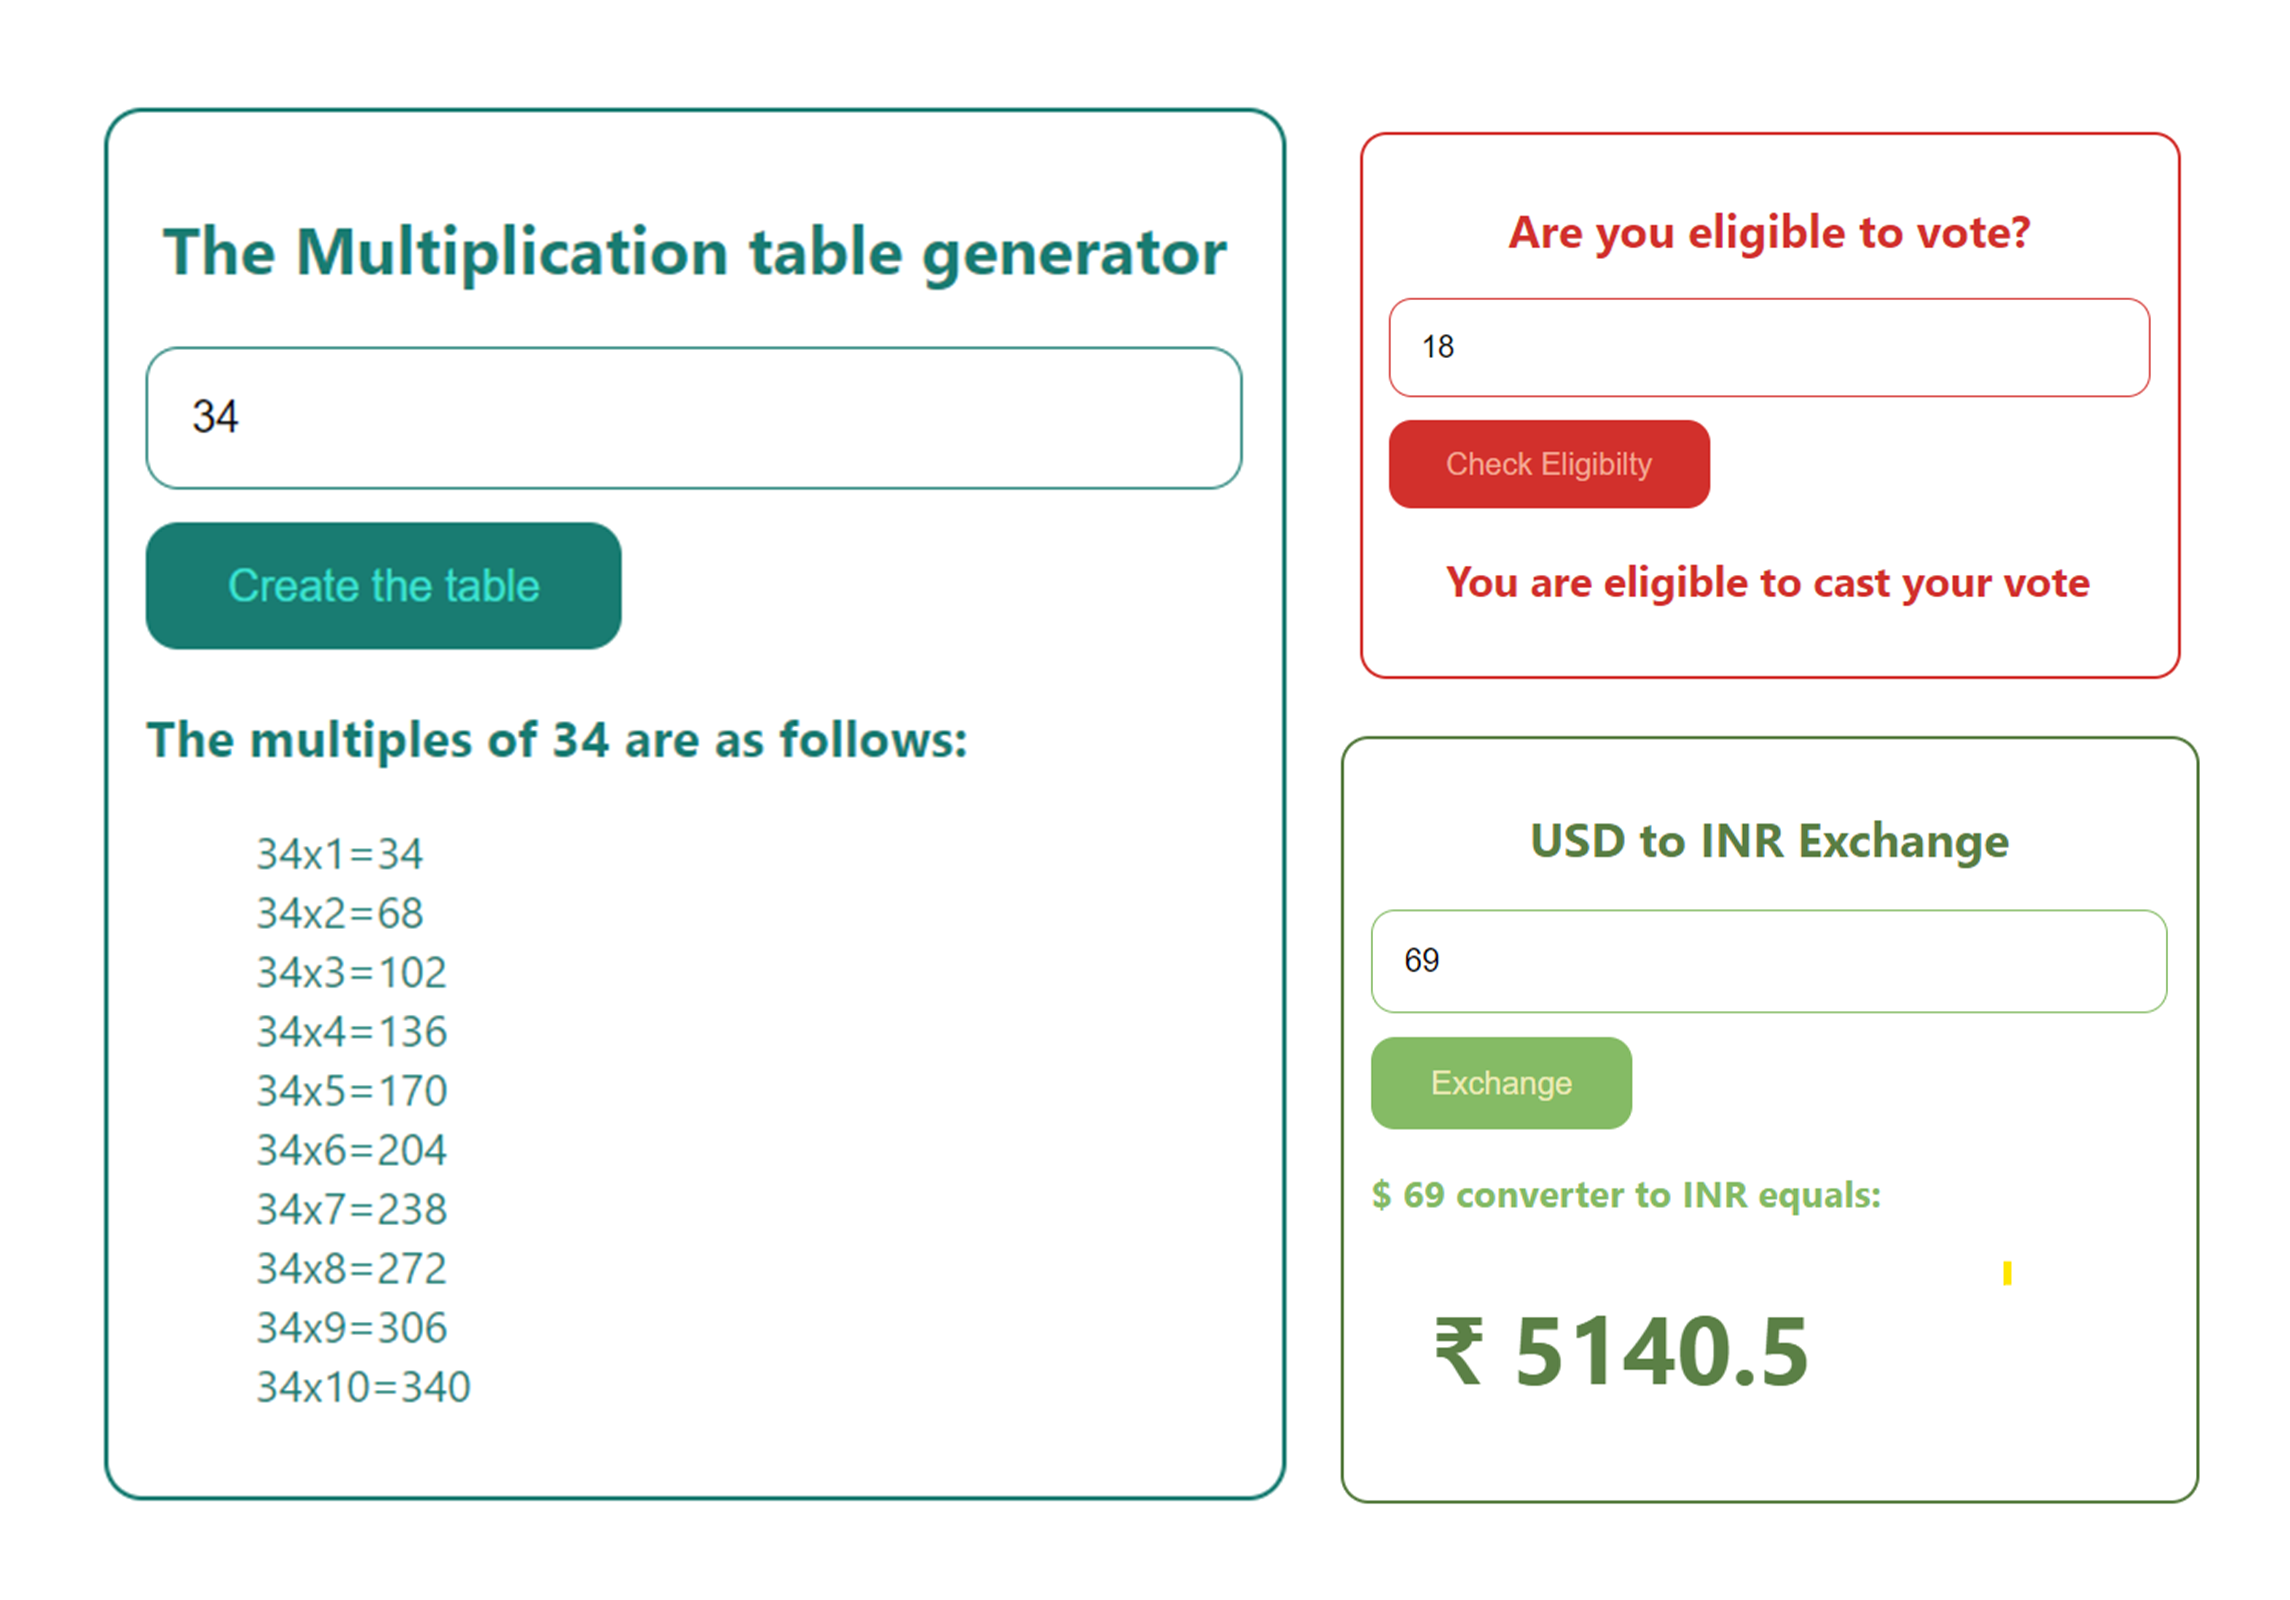 The Multiplication table generator
34
Create the table
The multiples of 34 are as follows:
34x1=34
34x2=68
34x3=102
34x4=136
34x5=170
34x6=204
34x7=238
34x8=272
34x9=306
34x10=340
Are you eligible to vote?
18
Check Eligibilty
You are eligible to cast your vote
USD to INR Exchange
69
Exchange
$ 69 converter to INR equals:
₹ 5140.5